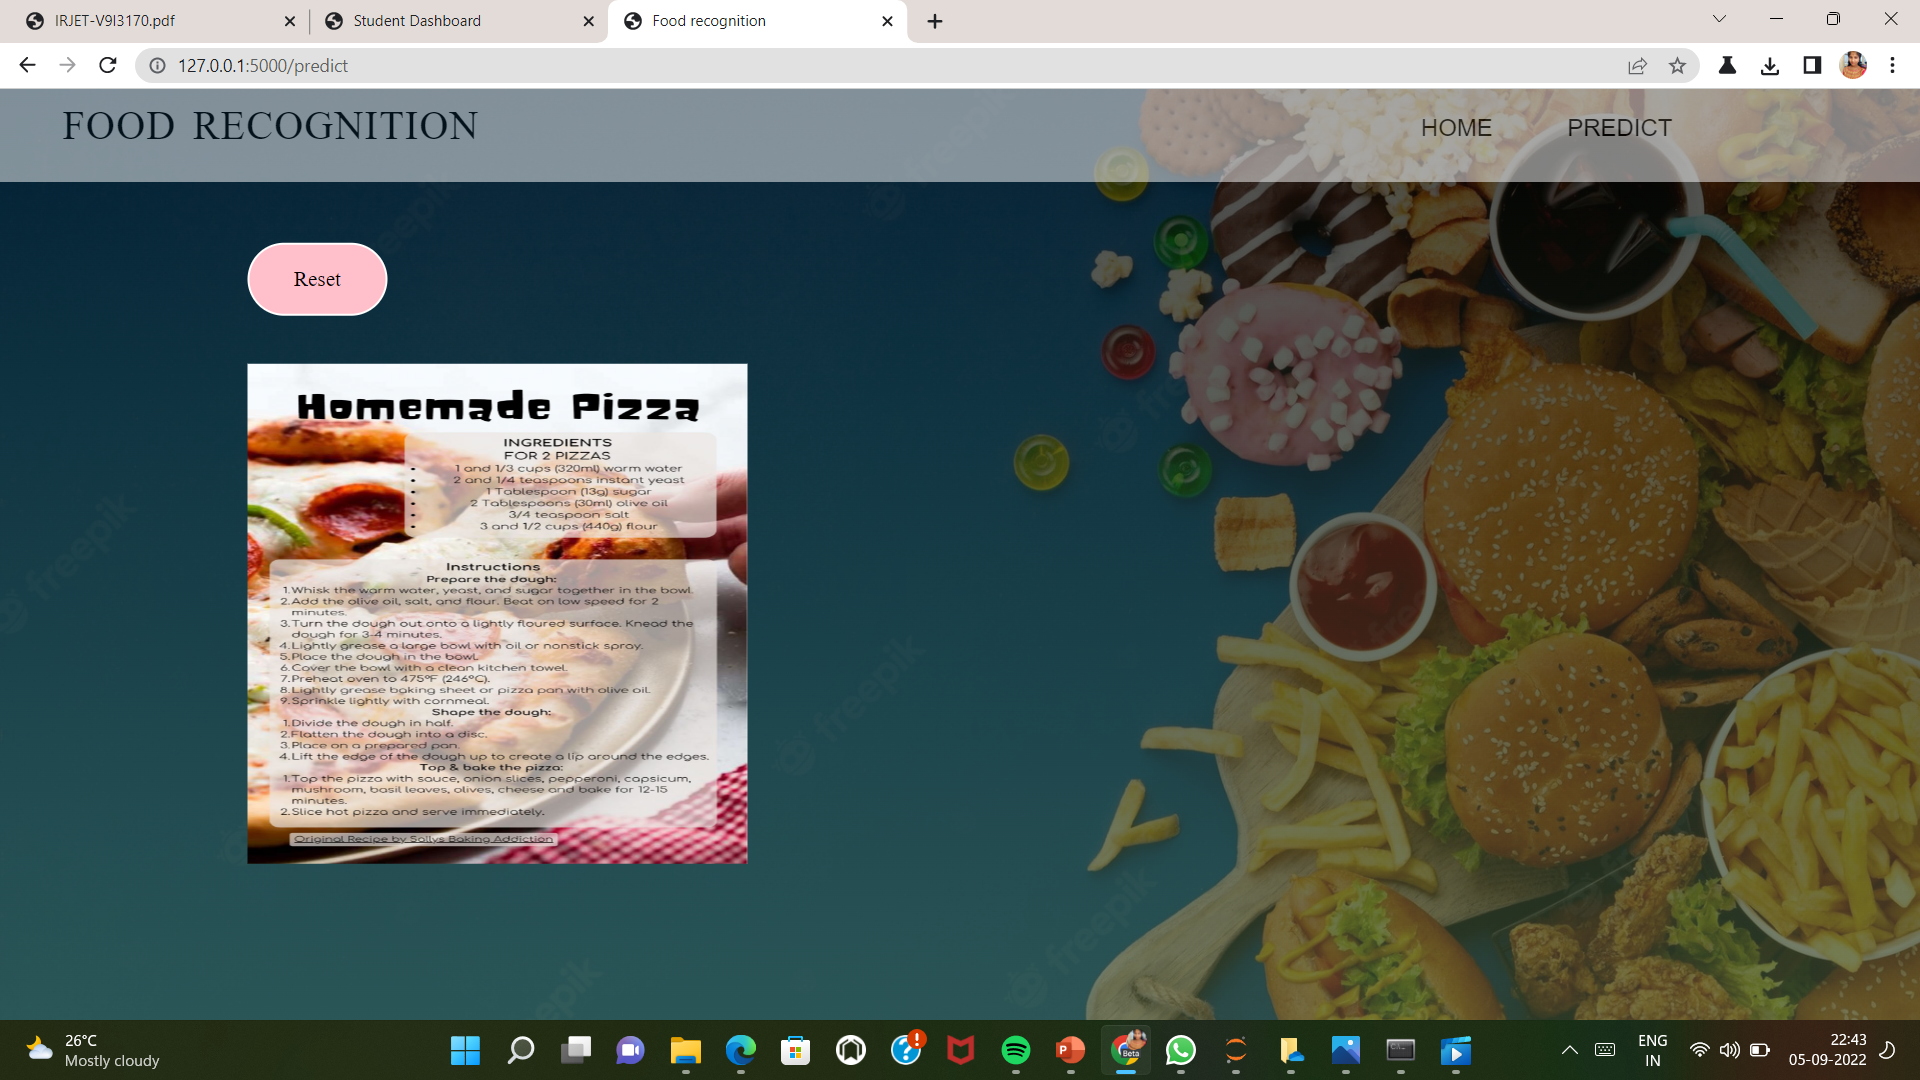 IRJET-V9I3170.pdf
Student Dashboard
Food recognition
127.0.0.1:5000/predict
FOOD RECOGNITION
HOME
PREDICT
freepik
Reset
Homemade Pizza
INGREDIENTS
FOR 2 PIZZAS
• 1 and 1/3 cups (320ml) warm water
• 2 and 1/4 teaspoons instant yeast
• 1 Tablespoon (13g) sugar
• 2 Tablespoons (30ml) olive oil
• 3/4 teaspoon salt
• 3 and 1/2 cups (440g) flour
Instructions
Prepare the dough:
1.Whisk the warm water, yeast, and sugar together in the bowl.
2.Add the olive oil, salt, and flour. Beat on low speed for 2
minutes.
3.Turn the dough out onto a lightly floured surface. Knead the
dough for 3-4 minutes.
4.Lightly grease a large bowl with oil or nonstick spray.
5.Place the dough in the bowl.
6.Cover the bowl with a clean kitchen towel.
7.Preheat oven to 475°F (246°C).
8.Lightly grease baking sheet or pizza pan with olive oil.
9.Sprinkle lightly with cornmeal.
Shape the dough:
1.Divide the dough in half.
2.Flatten the dough into a disc.
3.Place on a prepared pan.
4.Lift the edge of the dough up to create a lip around the edges.
Top & bake the pizza:
1.Top the pizza with sauce, onion slices, pepperoni, capsicum,
mushroom, basil leaves, olives, cheese and bake for 12-15
minutes.
2.Slice hot pizza and serve immediately.
Original Recipe by Sallys Baking Addiction
freepik
freepik
freepik
freepik
26°C
Mostly cloudy
Beta
ENG
IN
22:43
05-09-2022